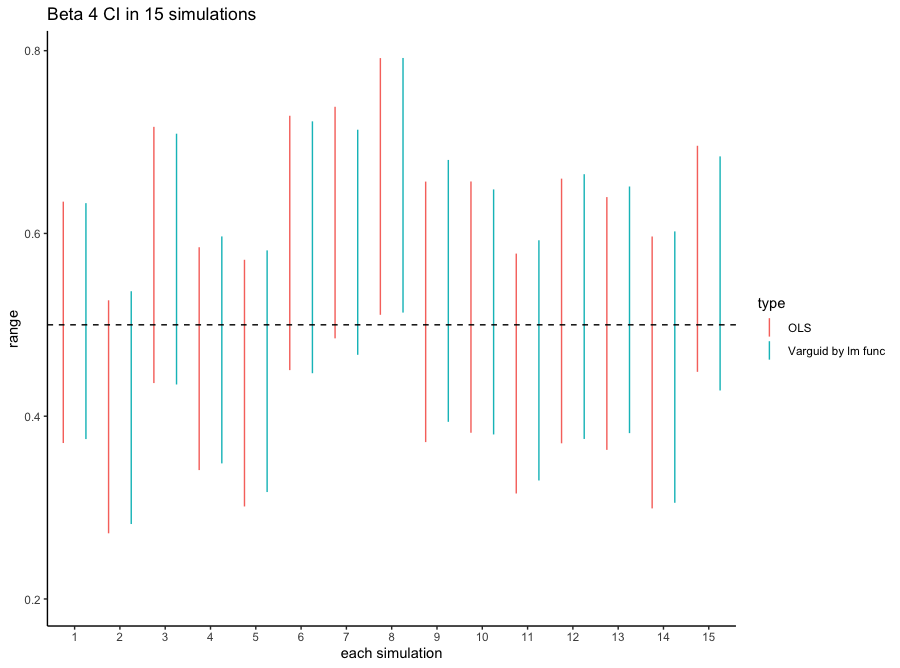 Beta 4 CI in 15 simulations
0.8
0.6
0.4
0.2
range
1 2 3 4 5 6 7 8 9 10 11 12 13 14 15
each simulation
type
OLS
Varguid by lm func